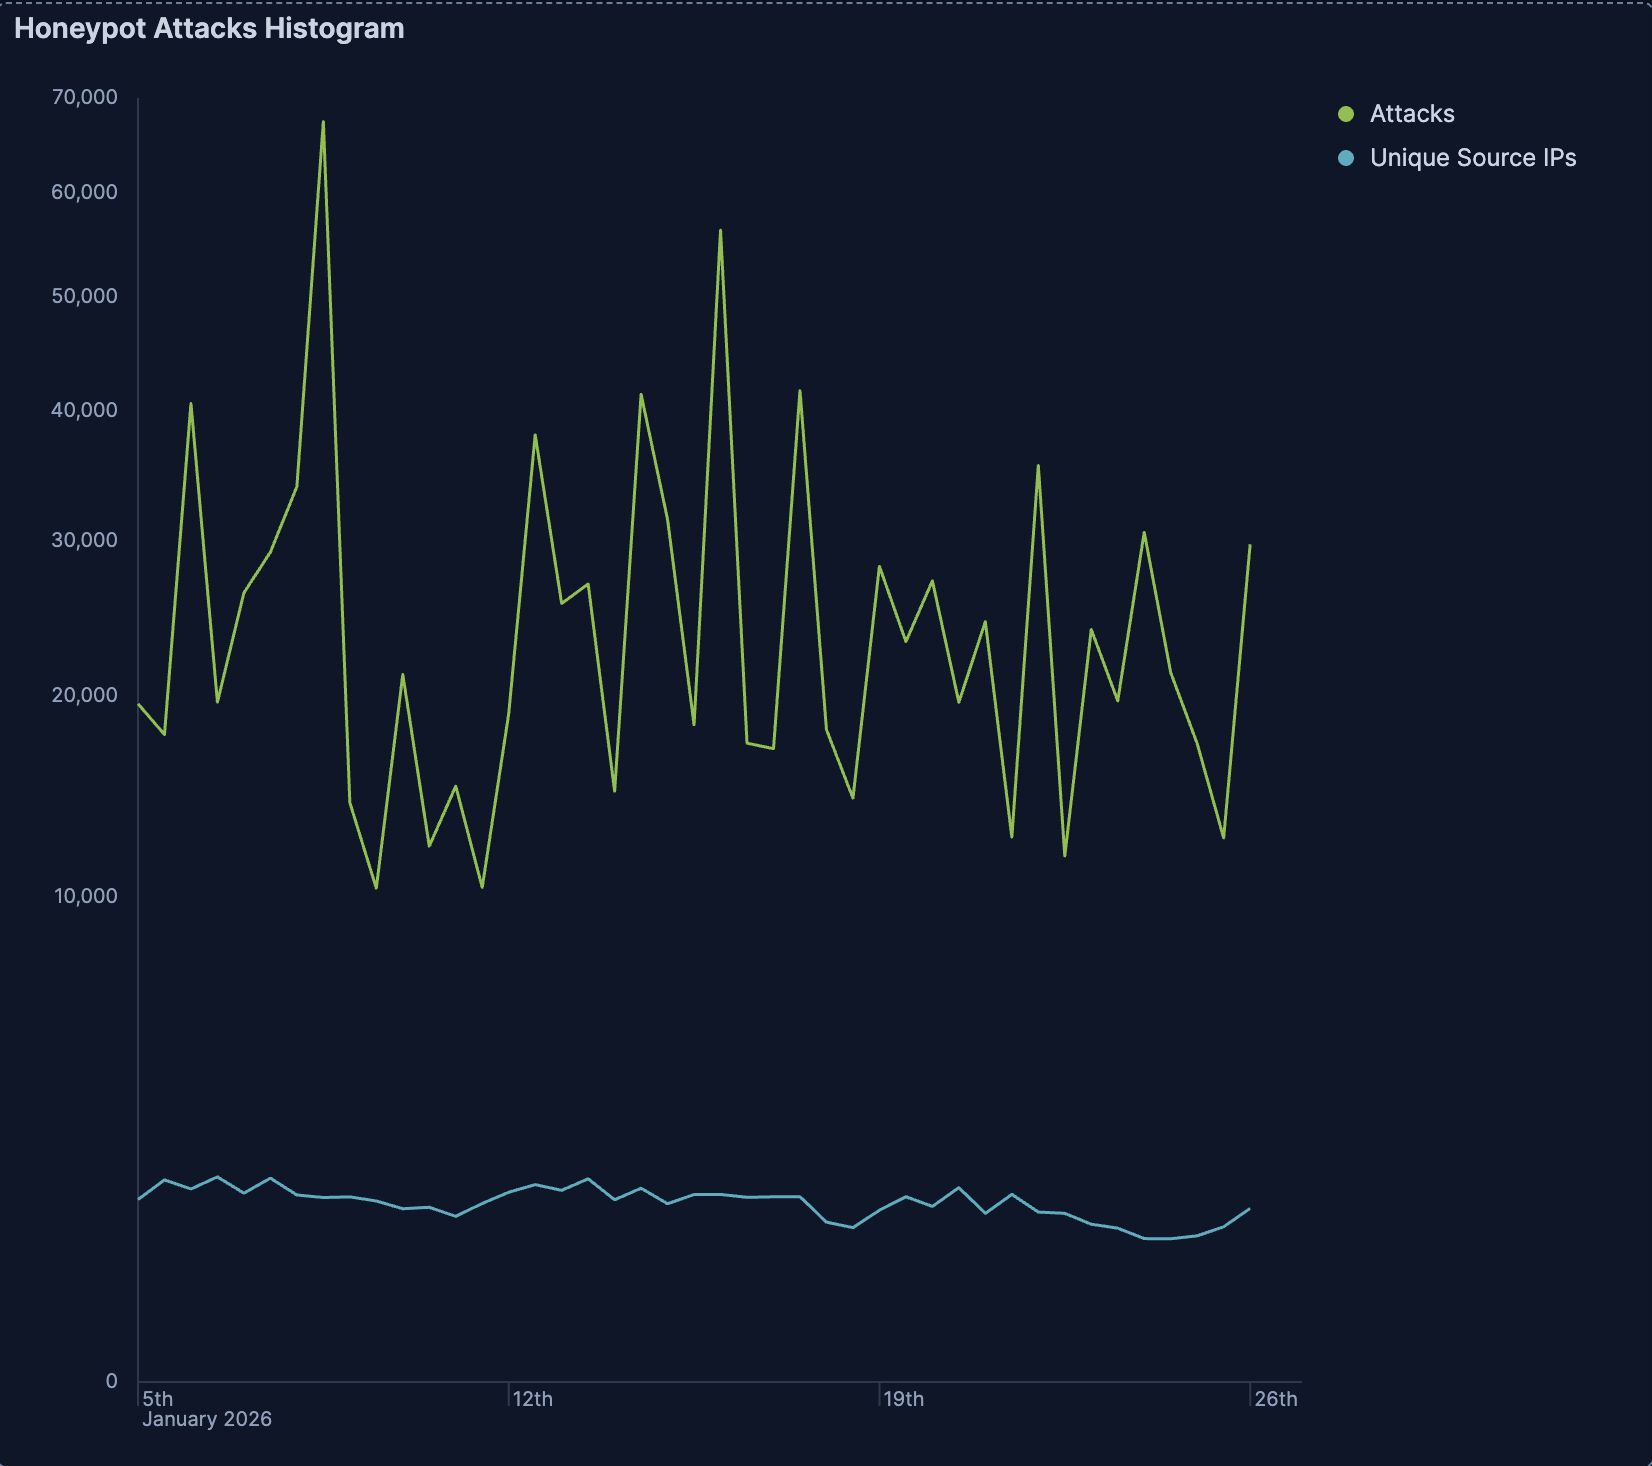 Honeypot Attacks Histogram
70,000
60,000
50,000
40,000
30,000
20,000
10,000
0
5th
January 2026
12th
19th
26th
Attacks
Unique Source IPs